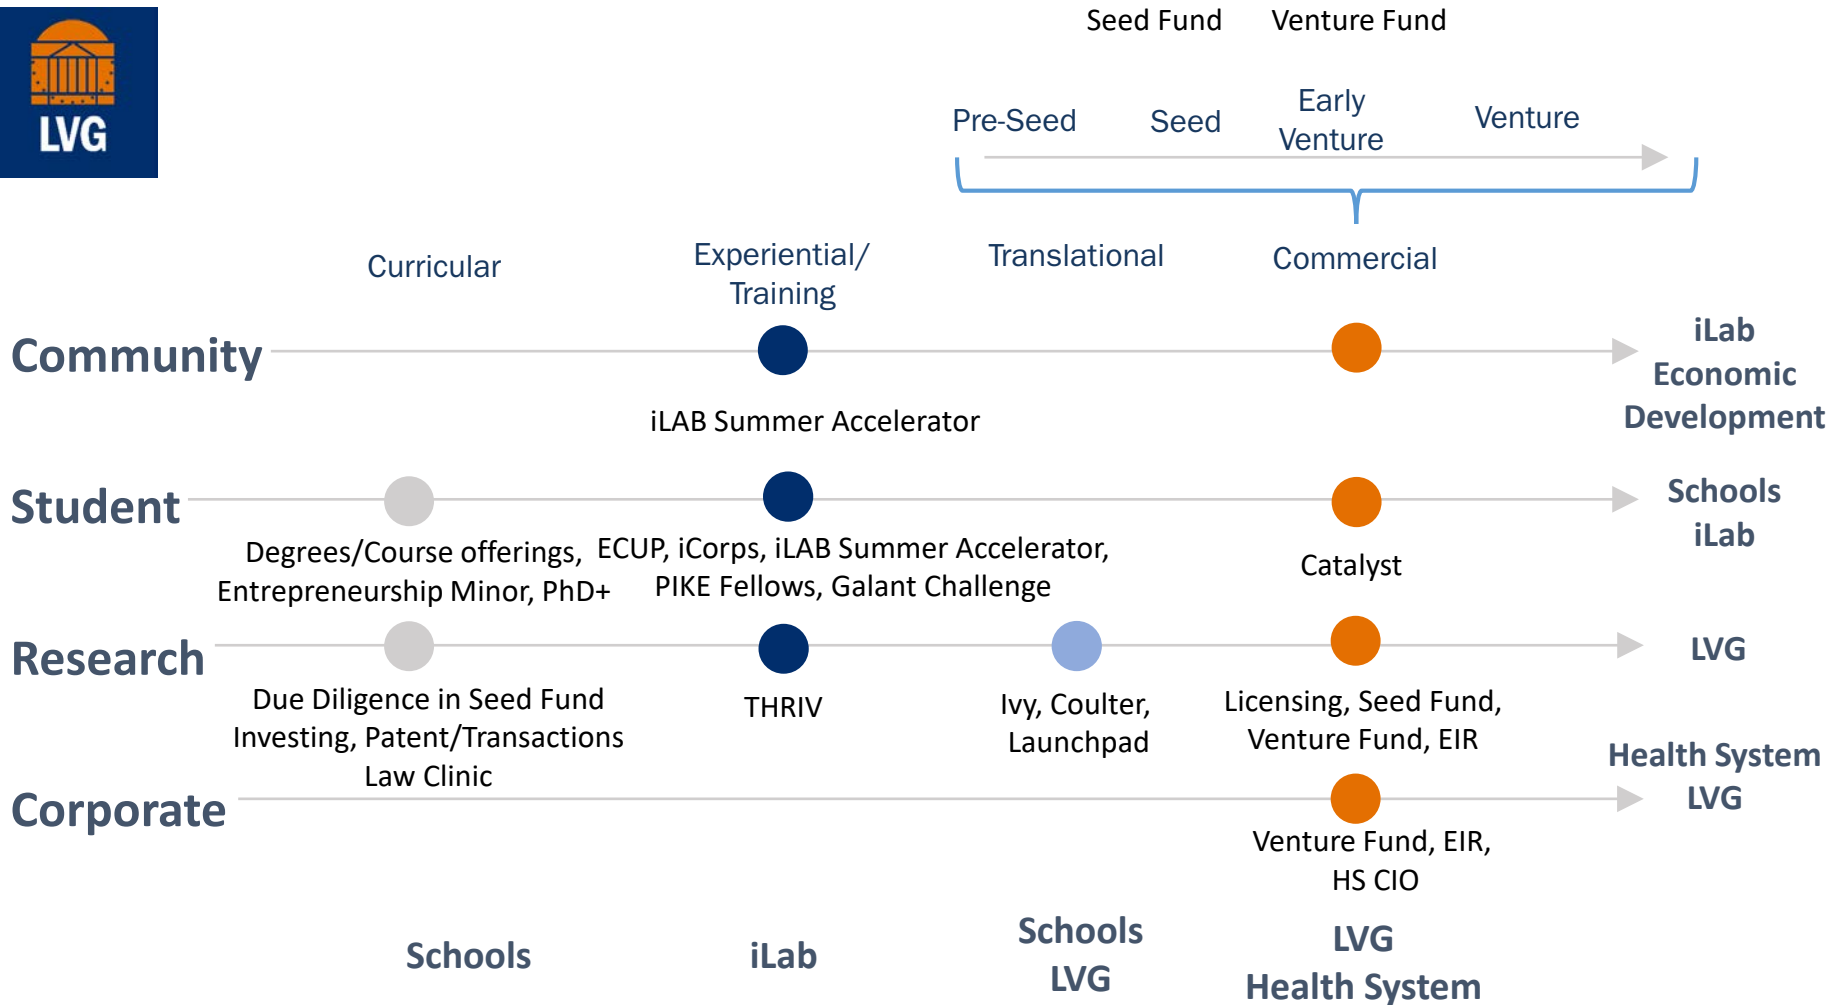 LVG
Seed Fund
Venture Fund
Pre-Seed
Seed
Early
Venture
Venture
Curricular
Experiential/
Training
Translational
Commercial
Community
iLab
Economic
Development
iLAB Summer Accelerator
Student
Schools
iLab
Degrees/Course offerings,
Entrepreneurship Minor, PhD+
ECUP, iCorps, iLAB Summer Accelerator,
PIKE Fellows, Galant Challenge
Catalyst
Research
LVG
Due Diligence in Seed Fund
Investing, Patent/Transactions
Law Clinic
THRIV
Ivy, Coulter,
Launchpad
Licensing, Seed Fund,
Venture Fund, EIR
Corporate
Health System
LVG
Venture Fund, EIR,
HS CIO
Schools
iLab
Schools
LVG
LVG
Health System